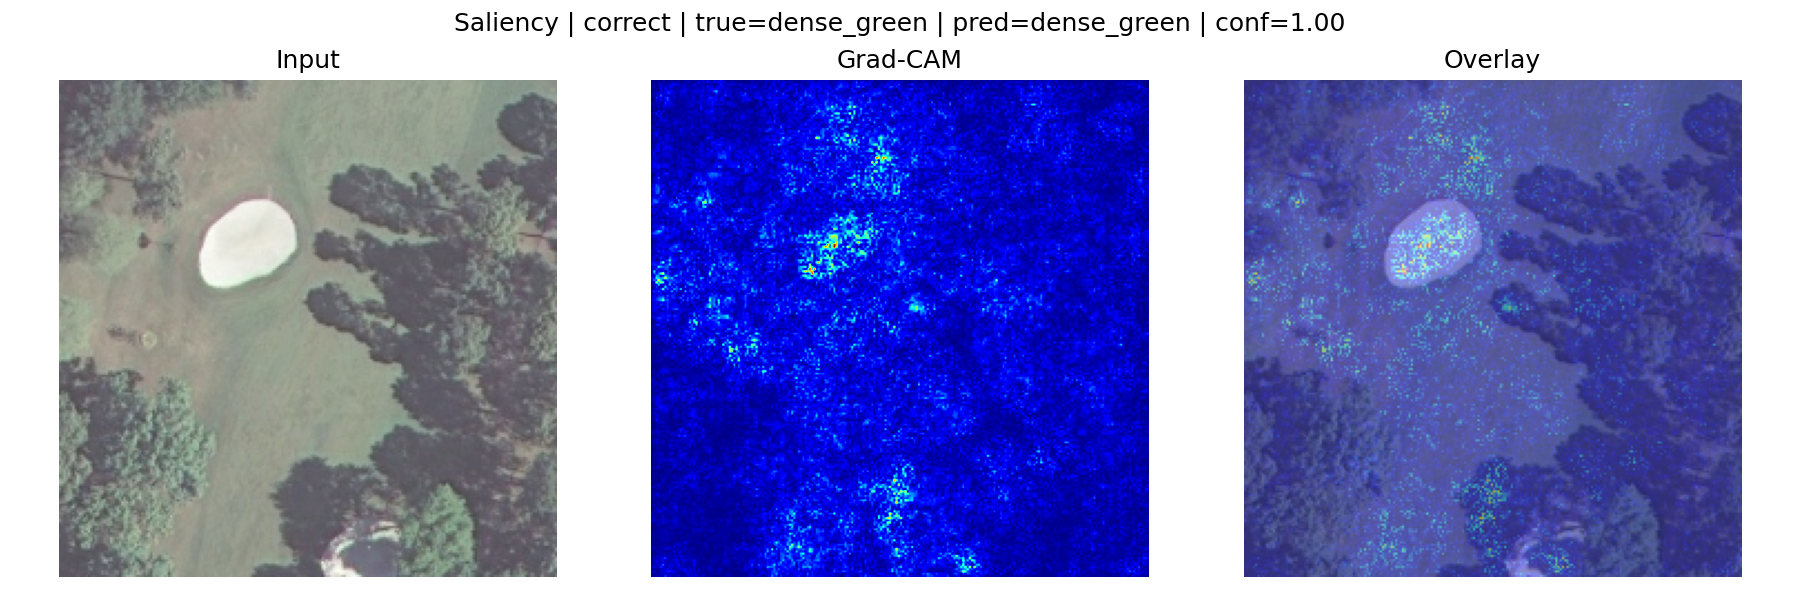 Saliency | correct | true=dense_green | pred=dense_green | conf=1.00
Input
Grad-CAM
Overlay